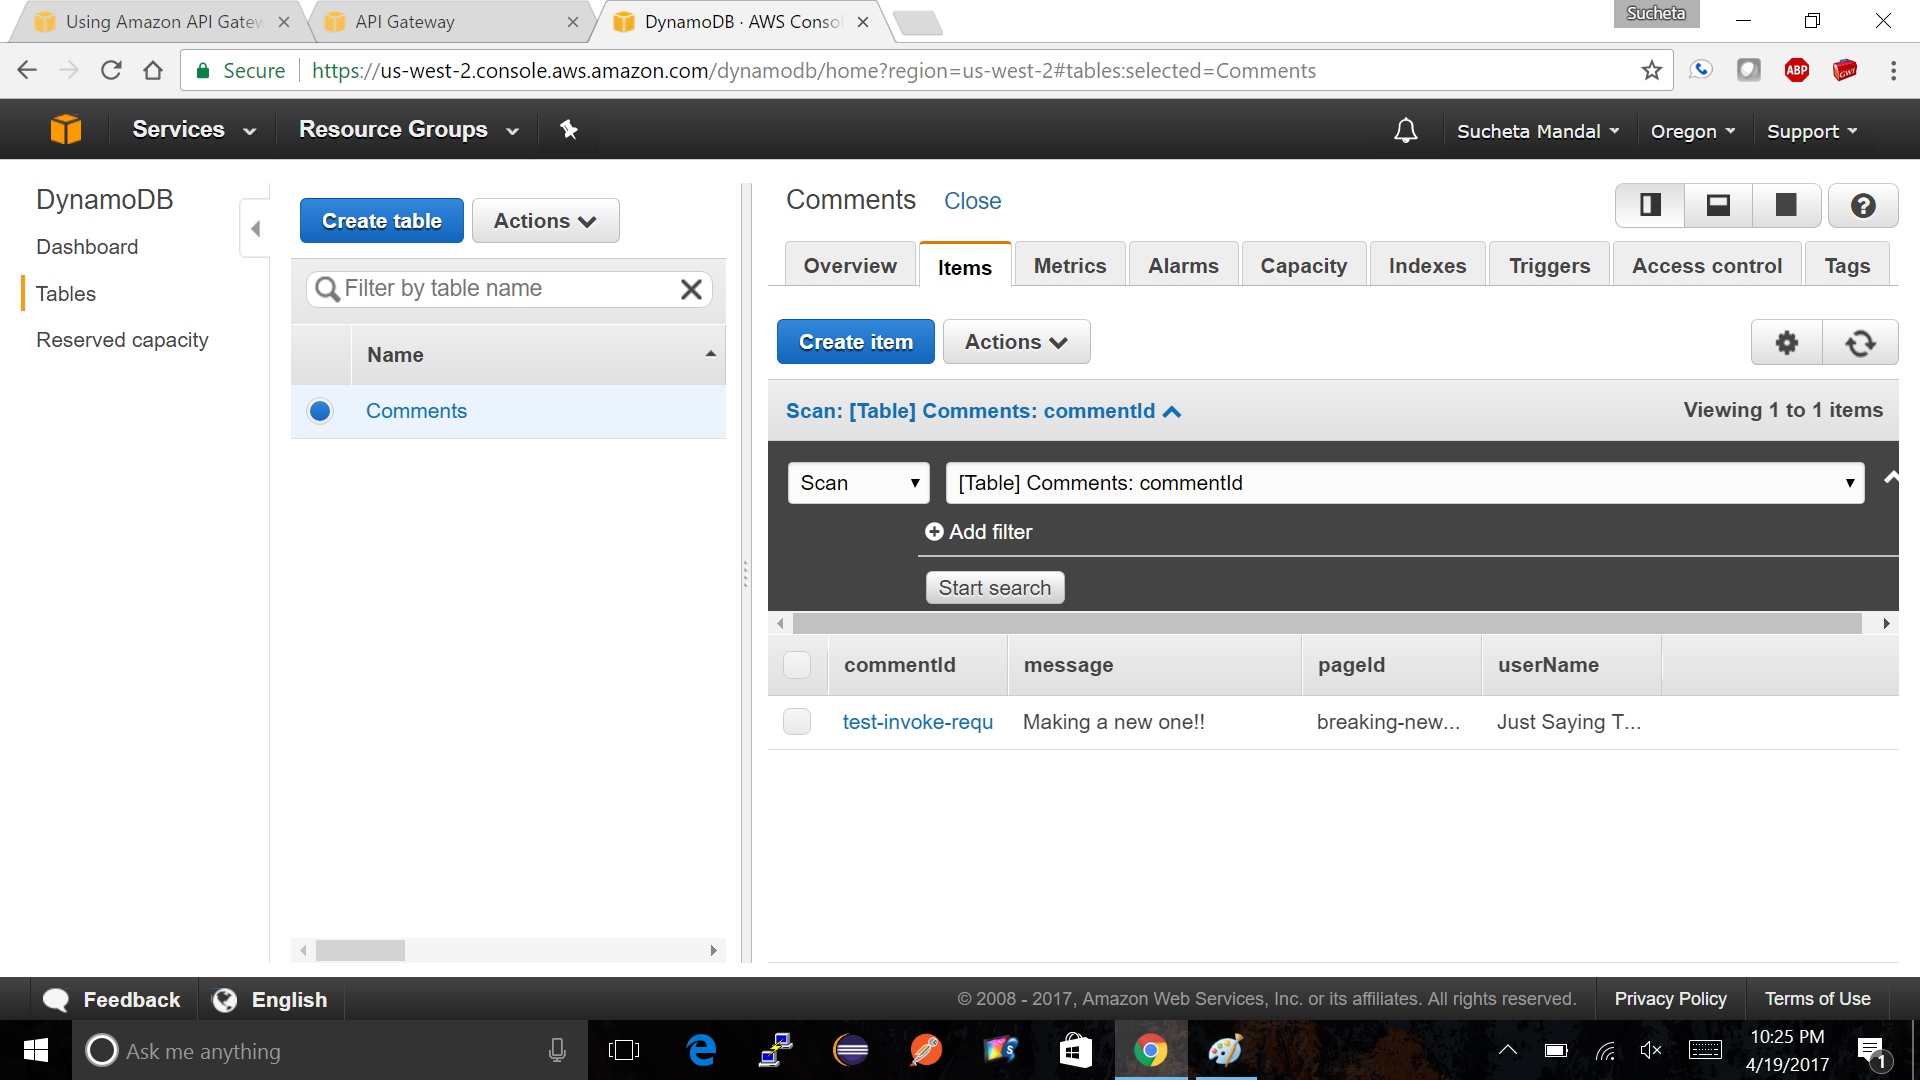 Using Amazon API Gatew
API Gateway
DynamoDB · AWS Conso
Sucheta
Secure
https://us-west-2.console.aws.amazon.com/dynamodb/home?region=us-west-2#tables:selected=Comments
ABP
GWT
Services
Resource Groups
Sucheta Mandal
Oregon
Support
DynamoDB
Dashboard
Tables
Reserved capacity
Create table
Actions
Filter by table name
Name
Comments
Comments
Close
Overview
Items
Metrics
Alarms
Capacity
Indexes
Triggers
Access control
Tags
Create item
Actions
Scan: [Table] Comments: commentId
Viewing 1 to 1 items
Scan
[Table] Comments: commentId
Add filter
Start search
commentId message pageId userName
test-invoke-requ Making a new one!! breaking-new... Just Saying T...
Feedback
English
© 2008 - 2017, Amazon Web Services, Inc. or its affiliates. All rights reserved.
Privacy Policy
Terms of Use
Ask me anything
10:25 PM
4/19/2017
1